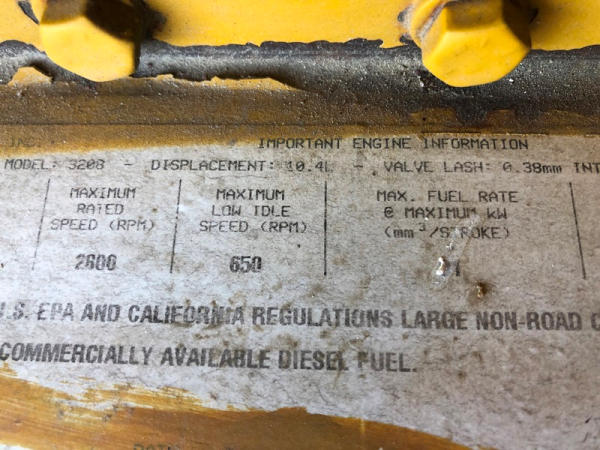 INC. IMPORTANT ENGINE INFORMATION
MODEL: 3208 - DISPLACEMENT: 10.4L - VALVE LASH: 0.38mm INT
MAXIMUM RATED SPEED (RPM) MAXIMUM LOW IDLE SPEED (RPM) MAX. FUEL RATE @ MAXIMUM kW (mm³/STROKE)
2800 650
U.S. EPA AND CALIFORNIA REGULATIONS LARGE NON-ROAD C
COMMERCIALLY AVAILABLE DIESEL FUEL.